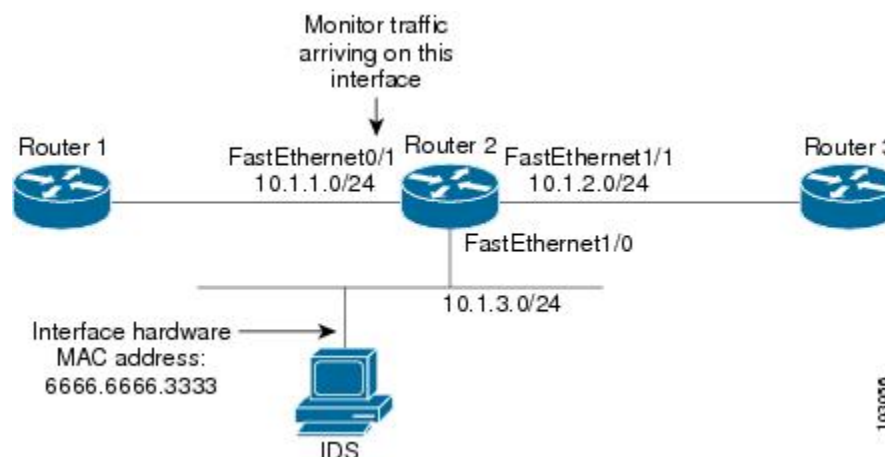 Monitor traffic
arriving on this
interface
Router 1
FastEthernet0/1
10.1.1.0/24
Router 2
FastEthernet1/1
10.1.2.0/24
Router 3
FastEthernet1/0
10.1.3.0/24
Interface hardware
MAC address:
6666.6666.3333
IDS